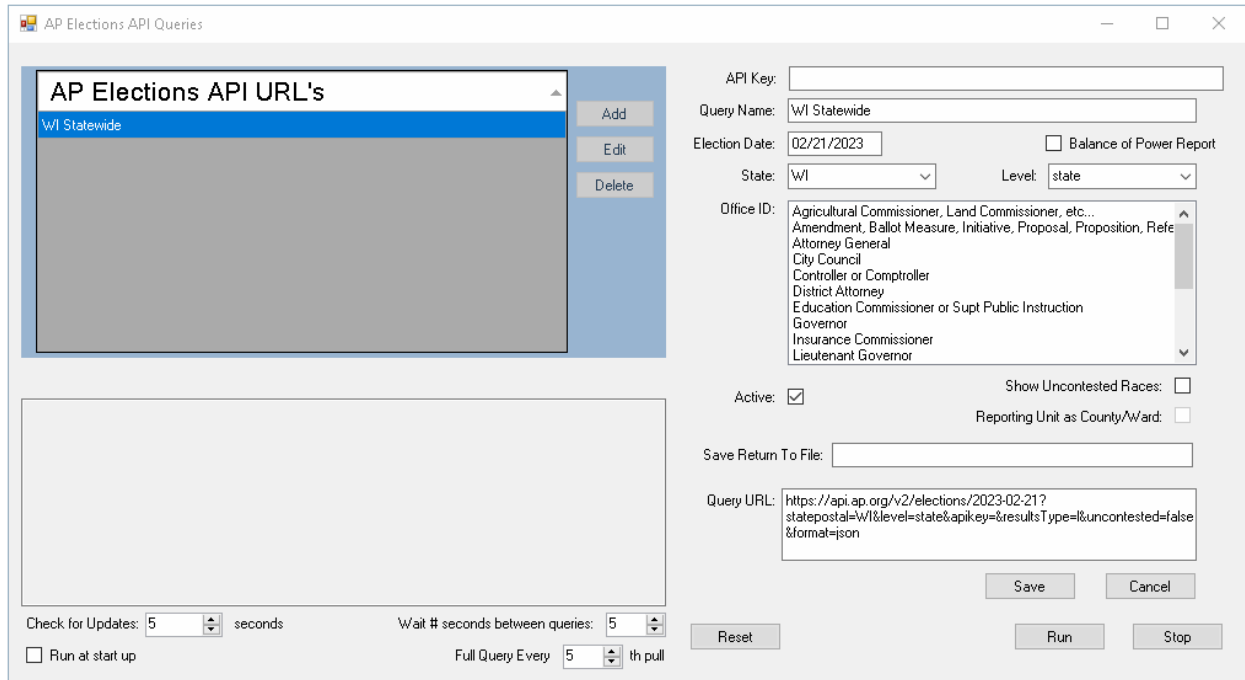 AP Elections API Queries
AP Elections API URL's
WI Statewide
Add
Edit
Delete
API Key:
Query Name: WI Statewide
Election Date: 02/21/2023
Balance of Power Report
State: WI
Level: state
Office ID:
Agricultural Commissioner, Land Commissioner, etc...
Amendment, Ballot Measure, Initiative, Proposal, Proposition, Refe
Attorney General
City Council
Controller or Comptroller
District Attorney
Education Commissioner or Supt Public Instruction
Governor
Insurance Commissioner
Lieutenant Governor
Active:
Show Uncontested Races:
Reporting Unit as County/Ward:
Save Return To File:
Query URL: https://api.ap.org/v2/elections/2023-02-21?
statepostal=WI&level=state&apikey=&resultsType=l&uncontested=false
&format=json
Save
Cancel
Check for Updates: 5 seconds
Wait # seconds between queries: 5
Run at start up
Full Query Every 5 th pull
Reset
Run
Stop